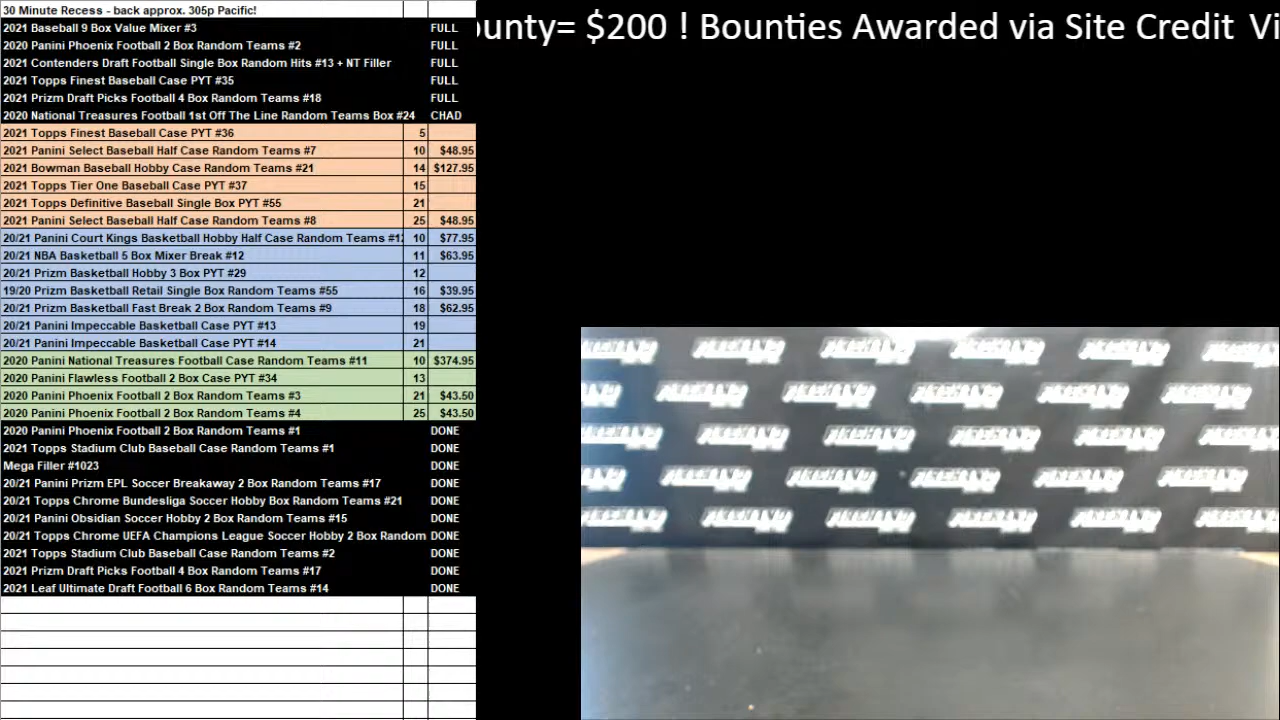 30 Minute Recess - back approx. 305p Pacific!
2021 Baseball 9 Box Value Mixer #3 FULL
2020 Panini Phoenix Football 2 Box Random Teams #2 FULL
2021 Contenders Draft Football Single Box Random Hits #13 + NT Filler FULL
2021 Topps Finest Baseball Case PYT #35 FULL
2021 Prizm Draft Picks Football 4 Box Random Teams #18 FULL
2020 National Treasures Football 1st Off The Line Random Teams Box #24 CHAD
2021 Topps Finest Baseball Case PYT #36 5
2021 Panini Select Baseball Half Case Random Teams #7 10 $48.95
2021 Bowman Baseball Hobby Case Random Teams #21 14 $127.95
2021 Topps Tier One Baseball Case PYT #37 15
2021 Topps Definitive Baseball Single Box PYT #55 21
2021 Panini Select Baseball Half Case Random Teams #8 25 $48.95
20/21 Panini Court Kings Basketball Hobby Half Case Random Teams 10 $77.95
20/21 NBA Basketball 5 Box Mixer Break #12 11 $63.95
20/21 Prizm Basketball Hobby 3 Box PYT #29 12
19/20 Prizm Basketball Retail Single Box Random Teams #55 16 $39.95
20/21 Prizm Basketball Fast Break 2 Box Random Teams #9 18 $62.95
20/21 Panini Impeccable Basketball Case PYT #13 19
20/21 Panini Impeccable Basketball Case PYT #14 21
2020 Panini National Treasures Football Case Random Teams #11 10 $374.95
2020 Panini Flawless Football 2 Box Case PYT #34 13
2020 Panini Phoenix Football 2 Box Random Teams #3 21 $43.50
2020 Panini Phoenix Football 2 Box Random Teams #4 25 $43.50
2020 Panini Phoenix Football 2 Box Random Teams #1 DONE
2021 Topps Stadium Club Baseball Case Random Teams #1 DONE
Mega Filler #1023 DONE
20/21 Panini Prizm EPL Soccer Breakaway 2 Box Random Teams #17 DONE
20/21 Topps Chrome Bundesliga Soccer Hobby Box Random Teams #21 DONE
20/21 Panini Obsidian Soccer Hobby 2 Box Random Teams #15 DONE
20/21 Topps Chrome UEFA Champions League Soccer Hobby 2 Box Random DONE
2021 Topps Stadium Club Baseball Case Random Teams #2 DONE
2021 Prizm Draft Picks Football 4 Box Random Teams #17 DONE
2021 Leaf Ultimate Draft Football 6 Box Random Teams #14 DONE
ounty= $200 ! Bounties Awarded via Site Credit Vi